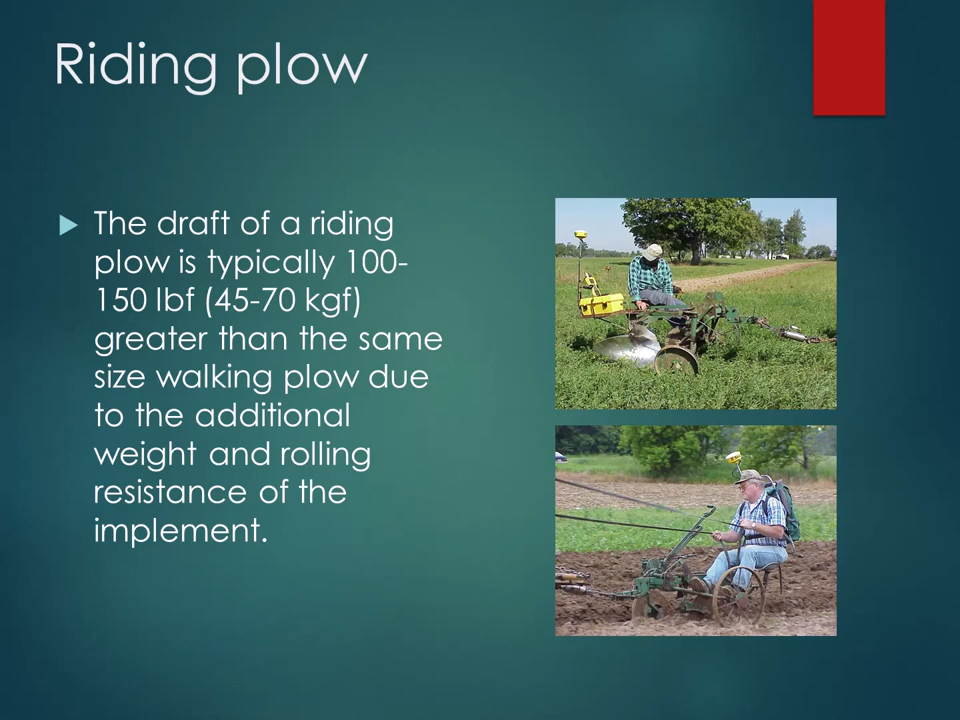 Riding plow
The draft of a riding
plow is typically 100-
150 lbf (45-70 kgf)
greater than the same
size walking plow due
to the additional
weight and rolling
resistance of the
implement.